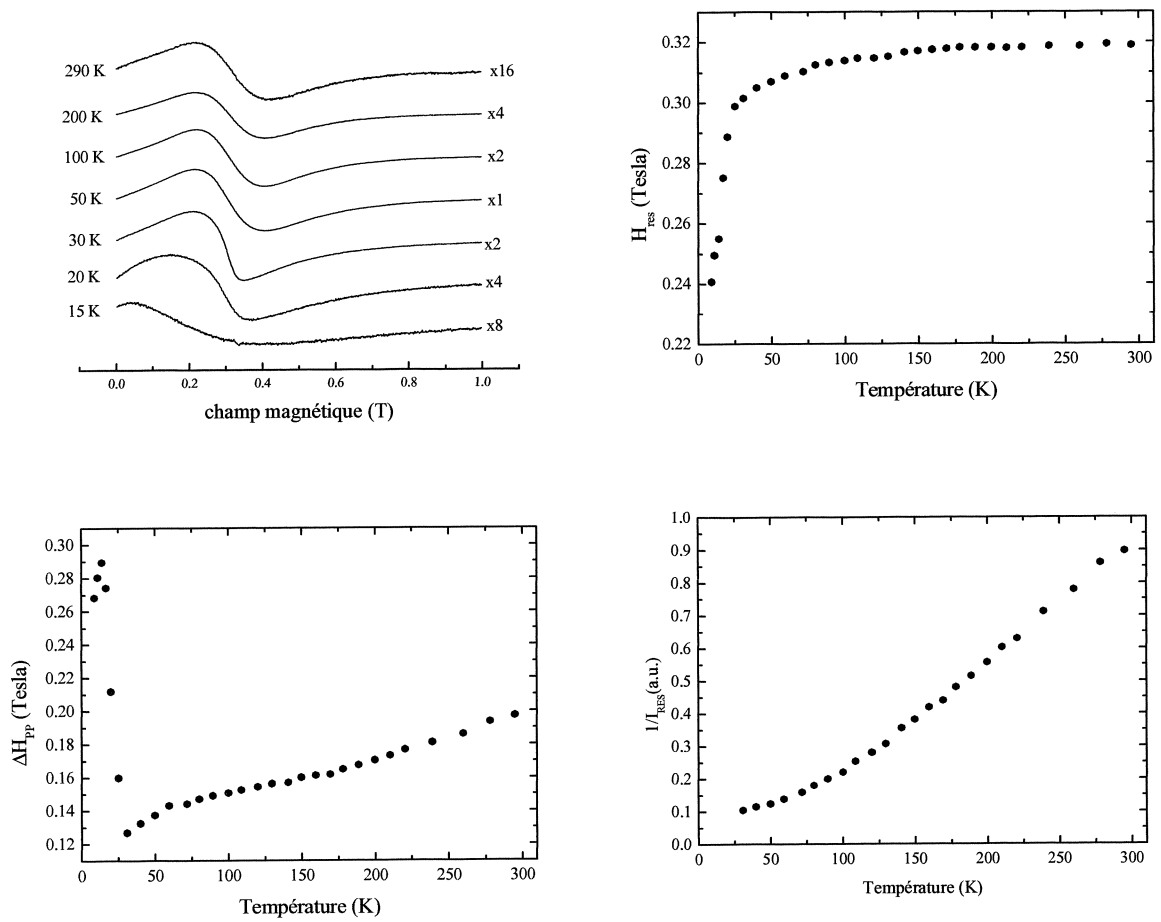 290 K
x16
200 K
x4
100 K
x2
50 K
x1
30 K
x2
20 K
x4
15 K
x8
0.0 0.2 0.4 0.6 0.8 1.0
champ magnétique (T)
0.32
0.30
0.28
0.26
0.24
0.22
H_res (Tesla)
0 50 100 150 200 250 300
Température (K)
0.30
0.28
0.26
0.24
0.22
0.20
0.18
0.16
0.14
0.12
ΔH_PP (Tesla)
0 50 100 150 200 250 300
Température (K)
1.0
0.9
0.8
0.7
0.6
0.5
0.4
0.3
0.2
0.1
0.0
1/I_RES(a.u.)
0 50 100 150 200 250 300
Température (K)